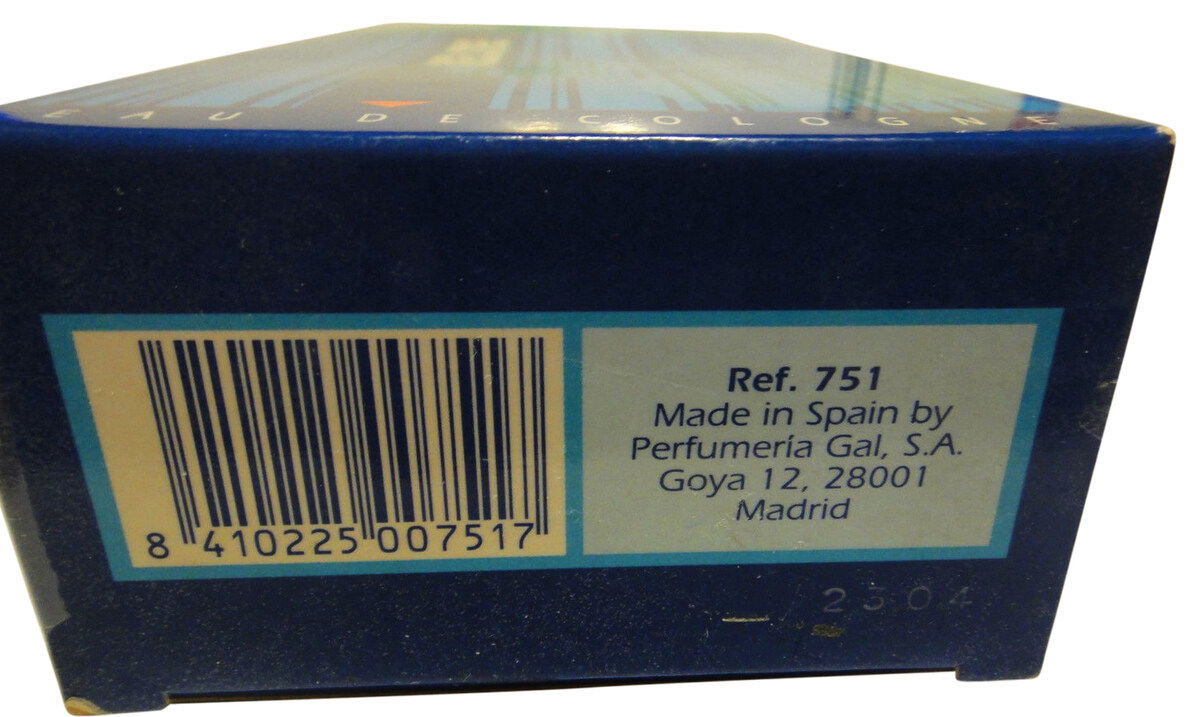 EAU DE COLOGNE
Ref. 751
Made in Spain by
Perfumería Gal, S.A.
Goya 12, 28001
Madrid
8 410225 007517
2304